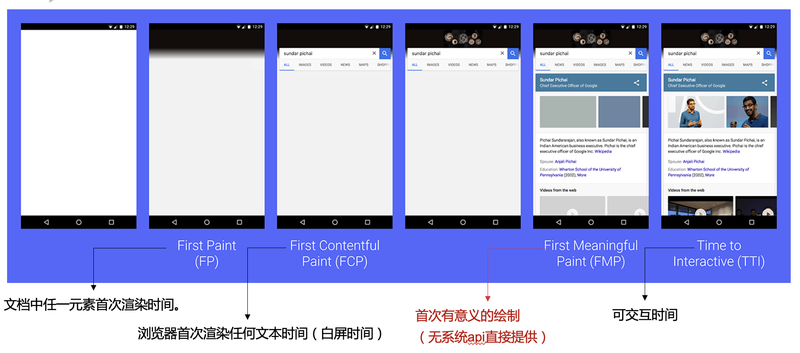 12:29
12:29
12:29
12:29
12:29
12:29
sundar pichai
ALL IMAGES VIDEOS NEWS MAPS SHOPP
sundar pichai
ALL IMAGES VIDEOS NEWS MAPS SHOPP
sundar pichai
ALL IMAGES VIDEOS NEWS MAPS SHOPP
Sundar Pichai
Chief Executive Officer of Google
Pichai Sundararajan, also known as Sundar Pichai, is an
Indian American business executive. Pichai is the chief
executive officer of Google Inc. Wikipedia
Spouse: Anjali Pichai
Education: Wharton School of the University of
Pennsylvania (2002), More
Videos from the web
sundar pichai
ALL IMAGES VIDEOS NEWS MAPS SHOPP
Sundar Pichai
Chief Executive Officer of Google
Pichai Sundararajan, also known as Sundar Pichai, is an
Indian American business executive. Pichai is the chief
executive officer of Google Inc. Wikipedia
Spouse: Anjali Pichai
Education: Wharton School of the University of
Pennsylvania (2002), More
Videos from the web
First Paint
(FP)
First Contentful
Paint (FCP)
First Meaningful
Paint (FMP)
Time to
Interactive (TTI)
文档中任一元素首次渲染时间。
浏览器首次渲染任何文本时间（白屏时间）
首次有意义的绘制
（无系统api直接提供）
可交互时间